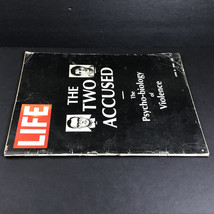 LIFE
THE
TWO
ACCUSED
The
Psycho-biology
of
Violence